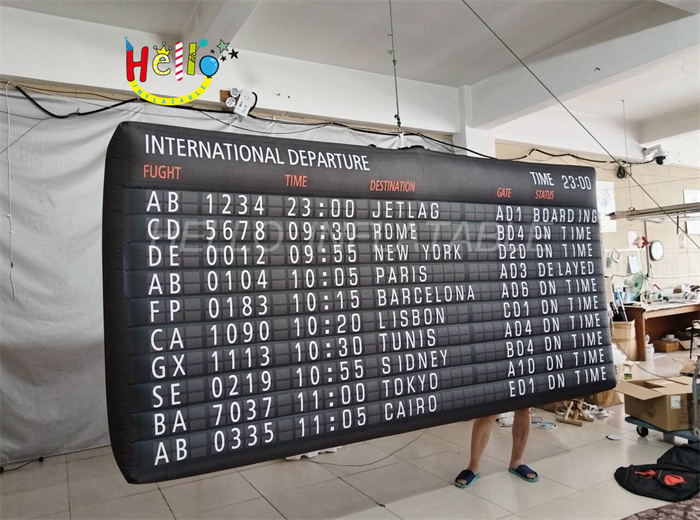 Hello
INFLATABLE
INTERNATIONAL DEPARTURE
TIME 23:00
FUGHT TIME DESTINATION GATE STATUS
AB 1234 23:00 JETLAG A01 BOARDING
CD 5678 09:30 ROME B04 ON TIME
DE 0012 09:55 NEW YORK D20 ON TIME
AB 0104 10:05 PARIS A03 DELAYED
FP 0183 10:15 BARCELONA A06 ON TIME
CA 1090 10:20 LISBON C01 ON TIME
GX 1113 10:30 TUNIS A04 ON TIME
SE 0219 10:55 SIDNEY B04 ON TIME
BA 7037 11:00 TOKYO A10 ON TIME
AB 0335 11:05 CAIRO E01 ON TIME
HELLO INFLATABLE